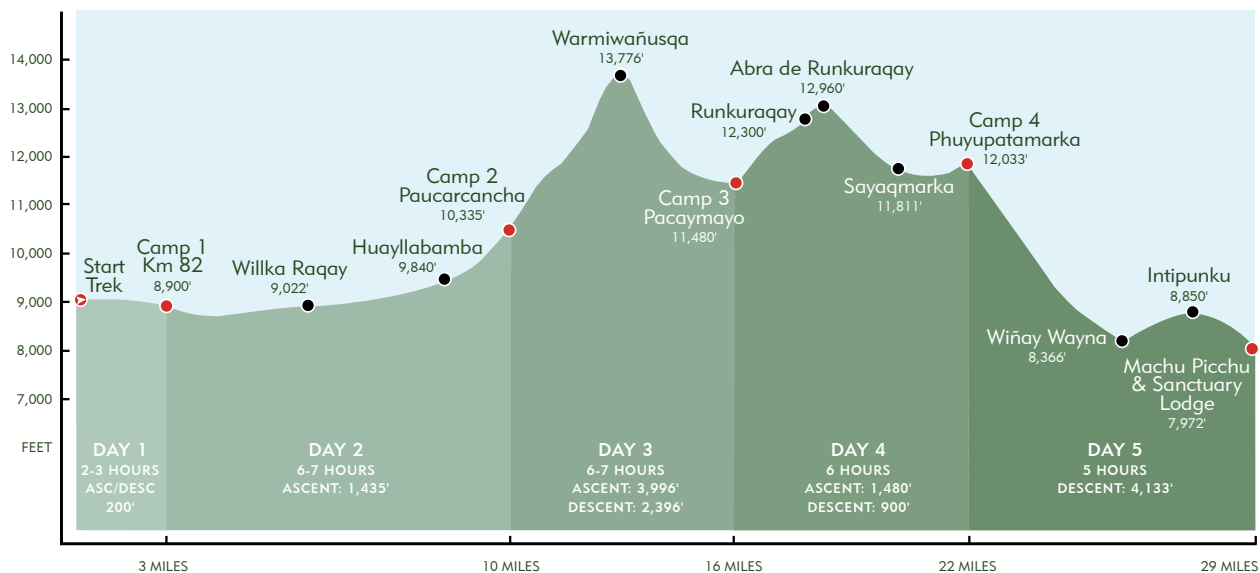 14,000
13,000
12,000
11,000
10,000
9,000
8,000
7,000
FEET
Start
Trek
Camp 1
Km 82
8,900'
Willka Raqay
9,022'
Huayllabamba
9,840'
Camp 2
Paucarcancha
10,335'
Warmiwañusqa
13,776'
Camp 3
Pacaymayo
11,480'
Runkuraqay
12,300'
Abra de Runkuraqay
12,960'
Sayaqmarka
11,811'
Camp 4
Phuyupatamarka
12,033'
Wiñay Wayna
8,366'
Intipunku
8,850'
Machu Picchu
& Sanctuary
Lodge
7,972'
DAY 1
2-3 HOURS
ASC/DESC
200'
DAY 2
6-7 HOURS
ASCENT: 1,435'
DAY 3
6-7 HOURS
ASCENT: 3,996'
DESCENT: 2,396'
DAY 4
6 HOURS
ASCENT: 1,480'
DESCENT: 900'
DAY 5
5 HOURS
DESCENT: 4,133'
3 MILES
10 MILES
16 MILES
22 MILES
29 MILES